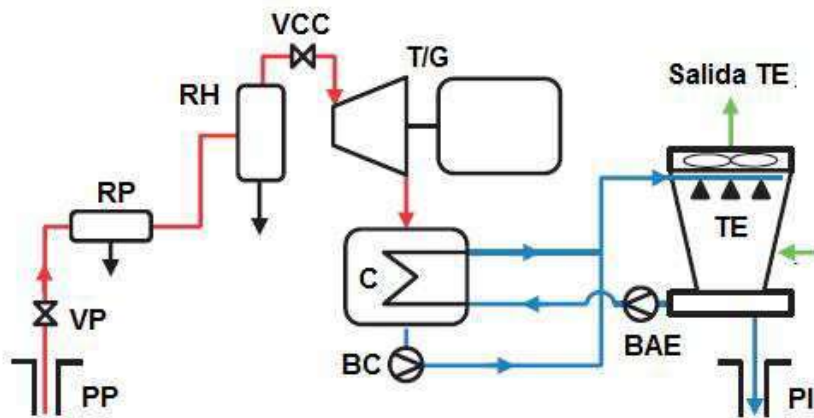 VCC
T/G
Salida TE
RH
RP
TE
C
VP
BAE
BC
PP
PI